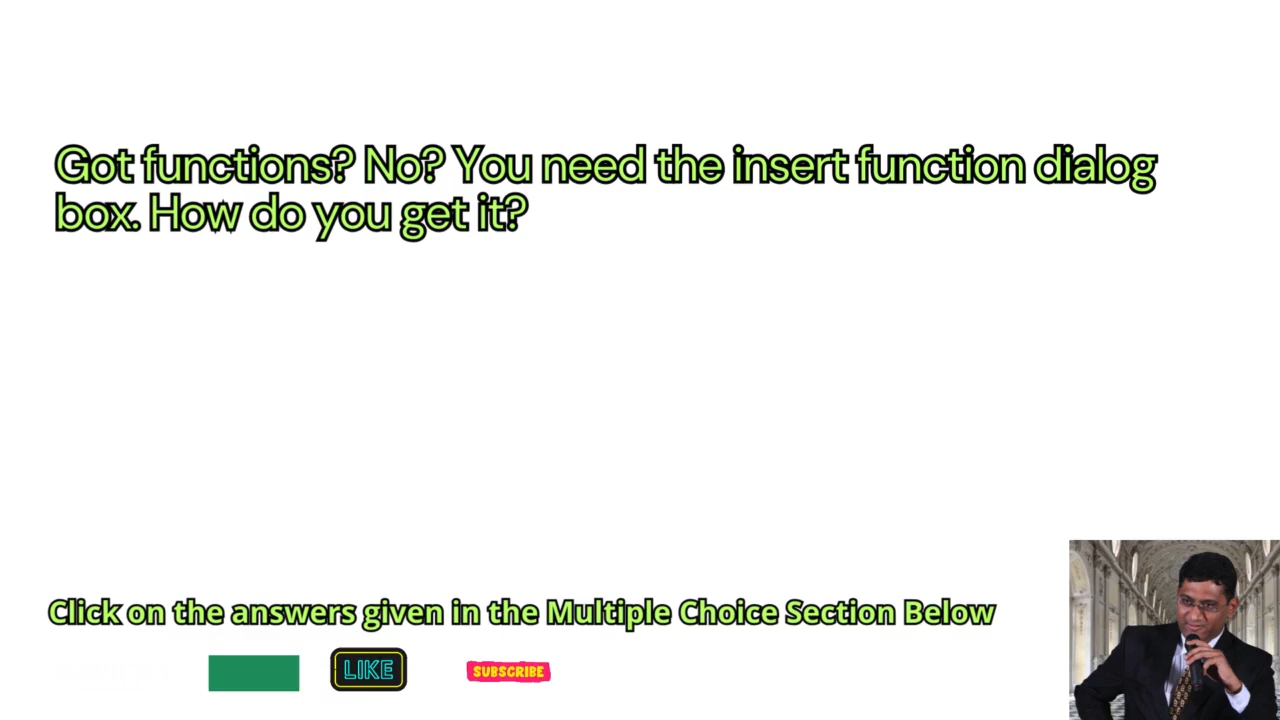 Got functions? No? You need the insert function dialog
box. How do you get it?
Click on the answers given in the Multiple Choice Section Below
LIKE
SUBSCRIBE